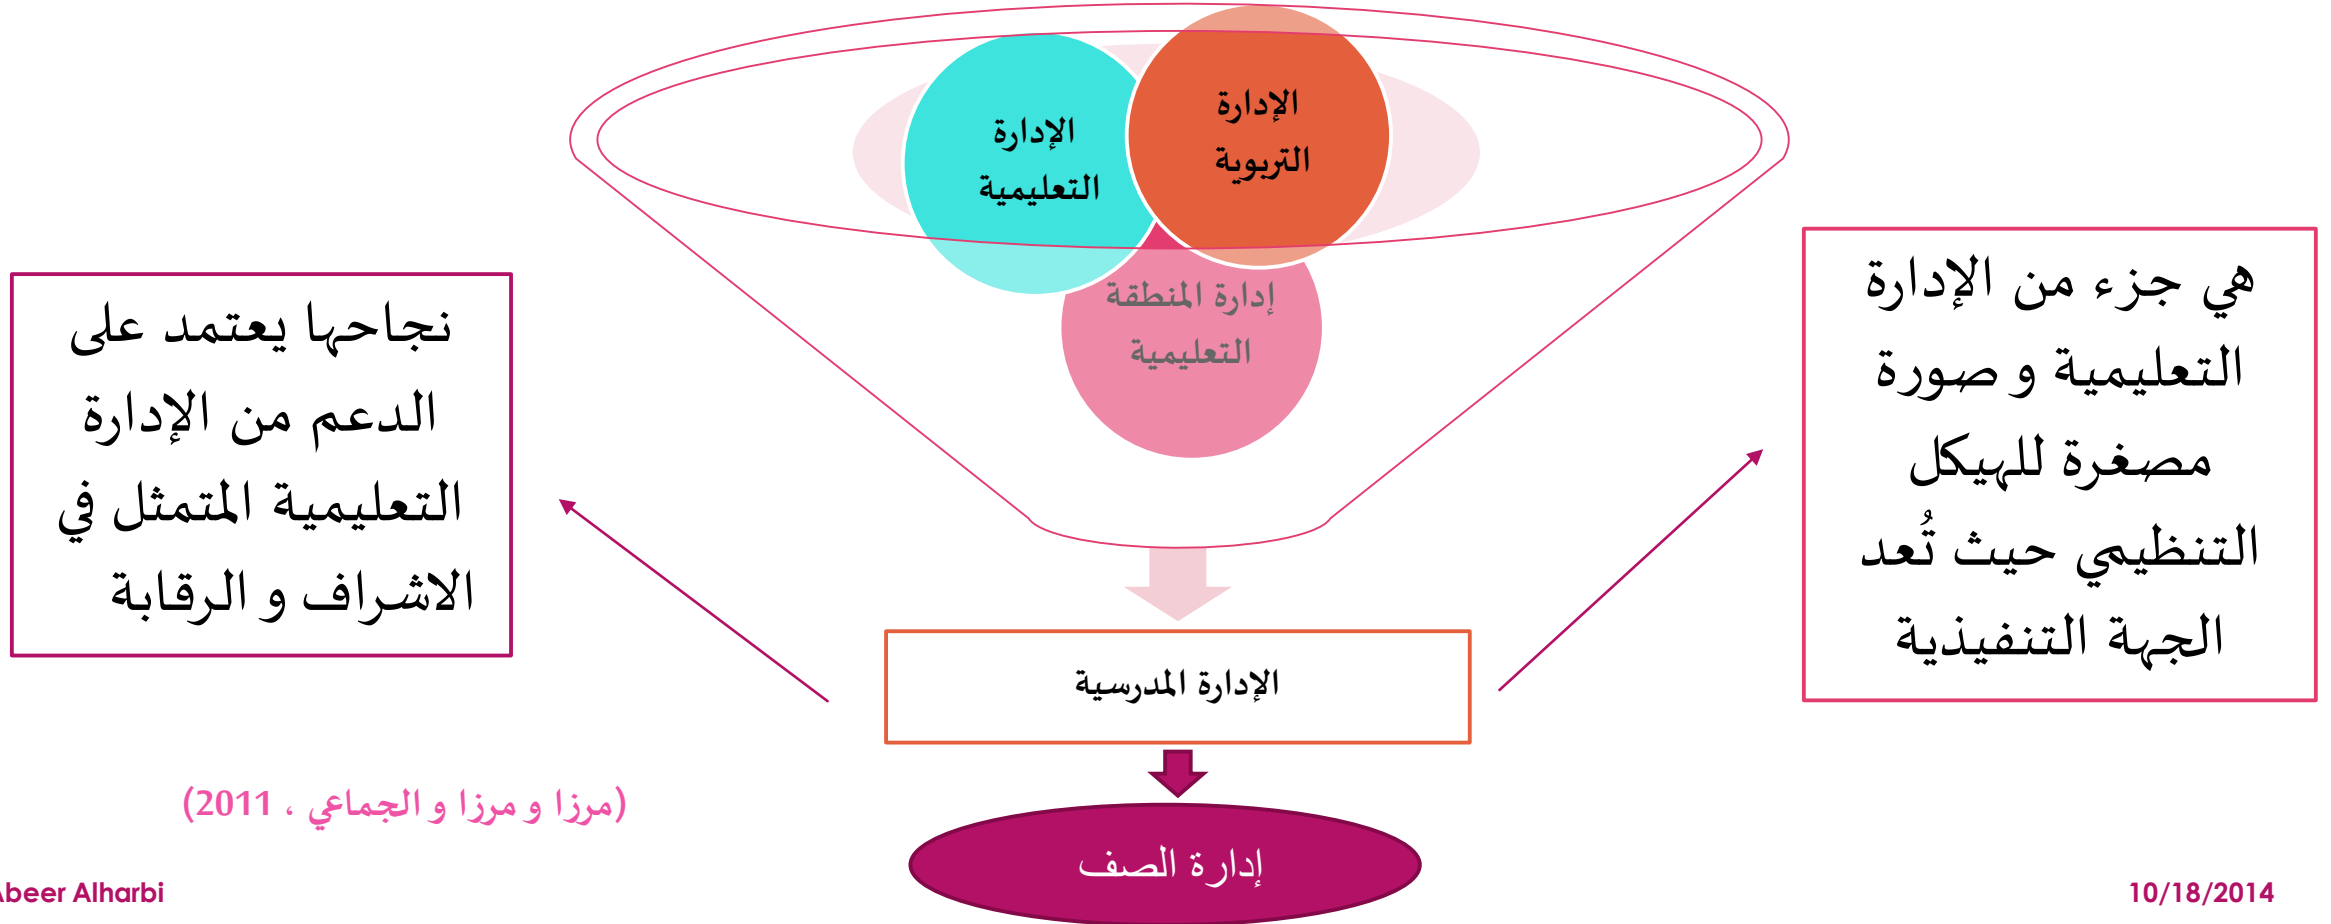 الإدارة
التربوية
الإدارة
التعليمية
إدارة المنطقة
التعليمية
هي جزء من الإدارة
التعليمية و صورة
مصغرة للهيكل
التنظيمي حيث تُعد
الجهة التنفيذية
نجاحها يعتمد على
الدعم من الإدارة
التعليمية المتمثل في
الاشراف و الرقابة
الإدارة المدرسية
(مرزا و مرزا و الجماعي ، 2011)
إدارة الصف
Abeer Alharbi
10/18/2014